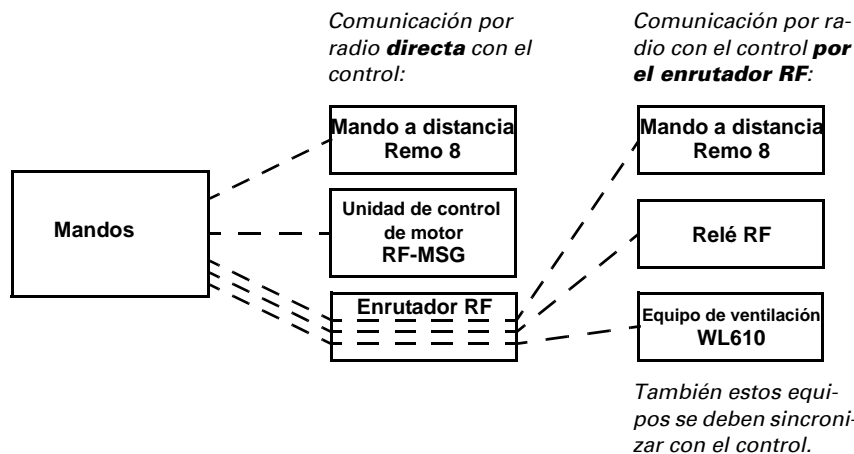 Comunicación por
radio directa con el
control:
Comunicación por ra-
dio con el control por
el enrutador RF:
Mandos
Mando a distancia
Remo 8
Unidad de control
de motor
RF-MSG
Enrutador RF
Mando a distancia
Remo 8
Relé RF
Equipo de ventilación
WL610
También estos equi-
pos se deben sincroni-
zar con el control.